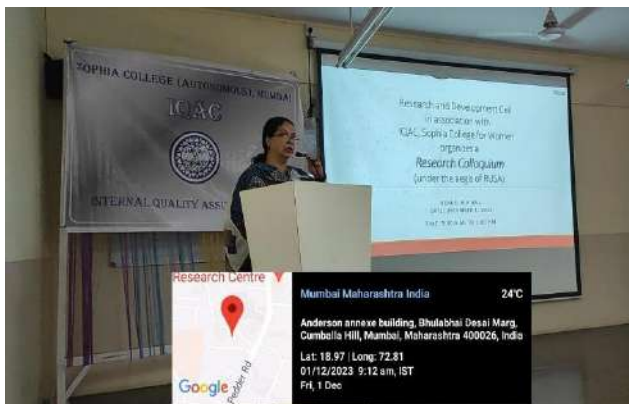 SOPHIA COLLEGE (AUTONOMOUS), MUMBAI
IQAC
INTERNAL QUALITY ASSU
Research and Development Cell
in association with
IQAC, Sophia College for Women
organizes a
Research Colloquium
(under the aegis of RUSA)
Research Centre
Pedder Rd
Google
Mumbai Maharashtra India
24°C
Anderson annexe building, Bhulabhai Desai Marg,
Cumballa Hill, Mumbai, Maharashtra 400026, India
Lat: 18.97 | Long: 72.81
01/12/2023 9:12 am, IST
Fri, 1 Dec